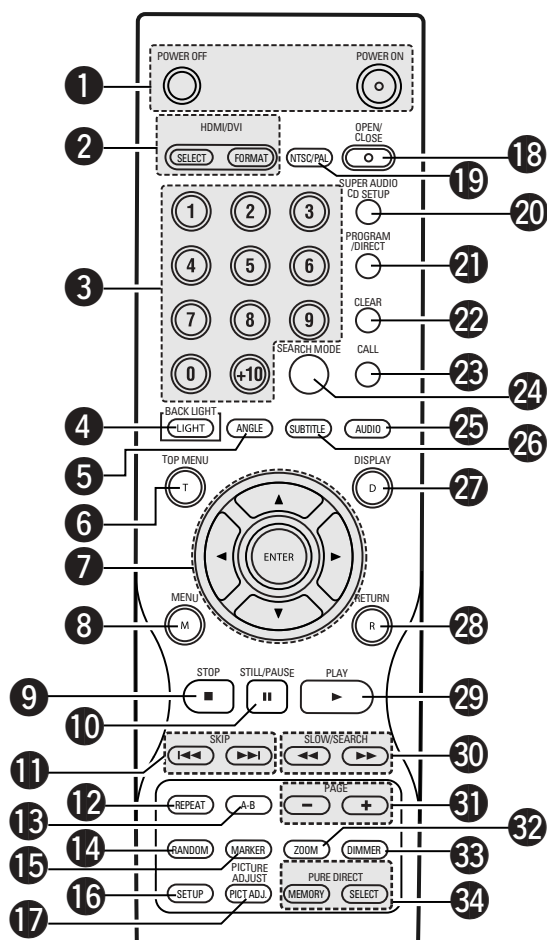 POWER OFF POWER ON
1
HDMI/DVI
OPEN/
CLOSE
2 SELECT FORMAT NTSC/PAL 18
19
SUPER AUDIO
CD SETUP
1 2 3 20
PROGRAM
/DIRECT
4 5 6 21
3
CLEAR
7 8 9 22
SEARCH MODE CALL
0 +10 23
24
BACK LIGHT
4 LIGHT ANGLE SUBTITLE AUDIO 25
5 26
TOP MENU DISPLAY
6 T D 27
7 ENTER
MENU RETURN
8 M R 28
STOP STILL/PAUSE PLAY
9 29
10
SKIP SLOW/SEARCH
11 30
PAGE
12 REPEAT A-B − + 31
13 32
14 RANDOM MARKER ZOOM DIMMER 33
15
PICTURE
ADJUST
PURE DIRECT
16 SETUP PICT ADJ. MEMORY SELECT 34
17